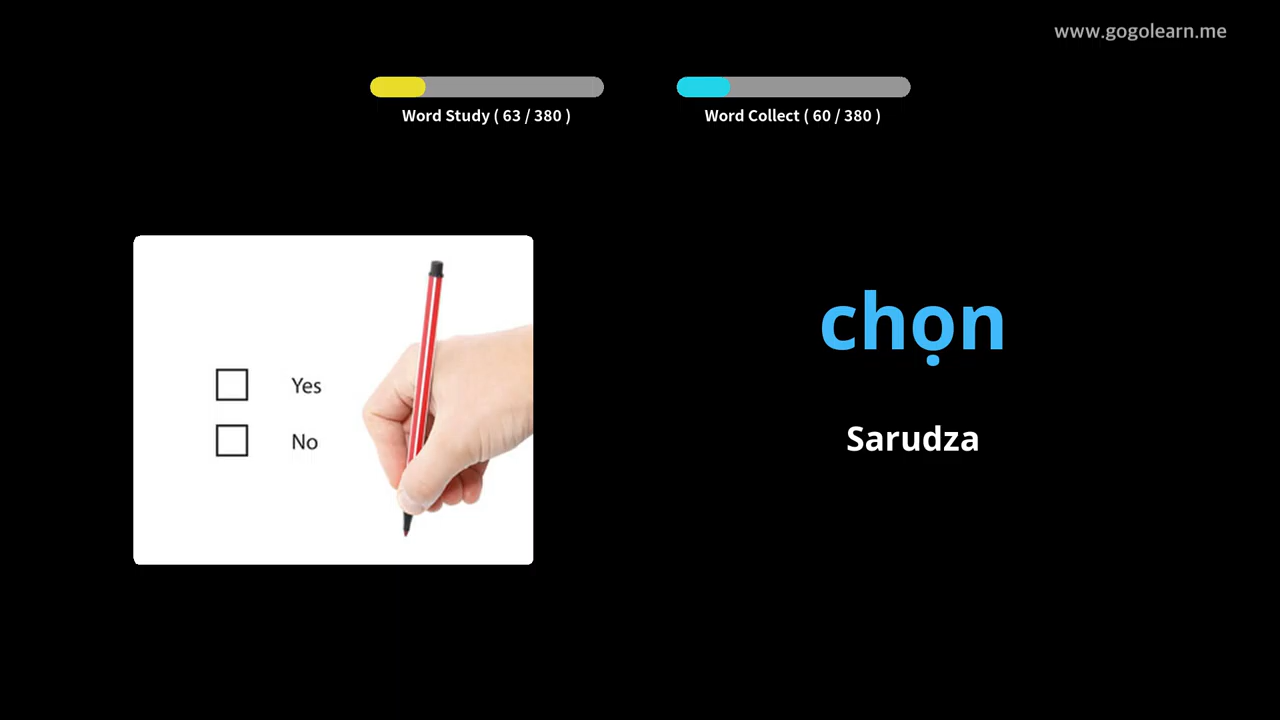 www.gogolearn.me
Word Study ( 63 / 380 )
Word Collect ( 60 / 380 )
Yes
No
chọn
Sarudza